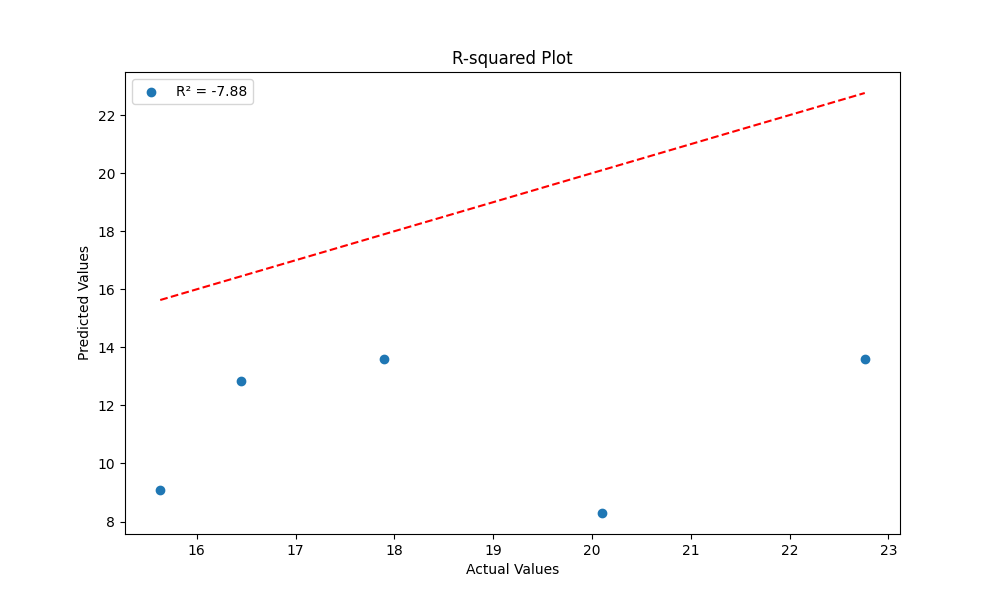 R-squared Plot
R² = -7.88
22
20
18
16
14
12
10
8
Predicted Values
16 17 18 19 20 21 22 23
Actual Values